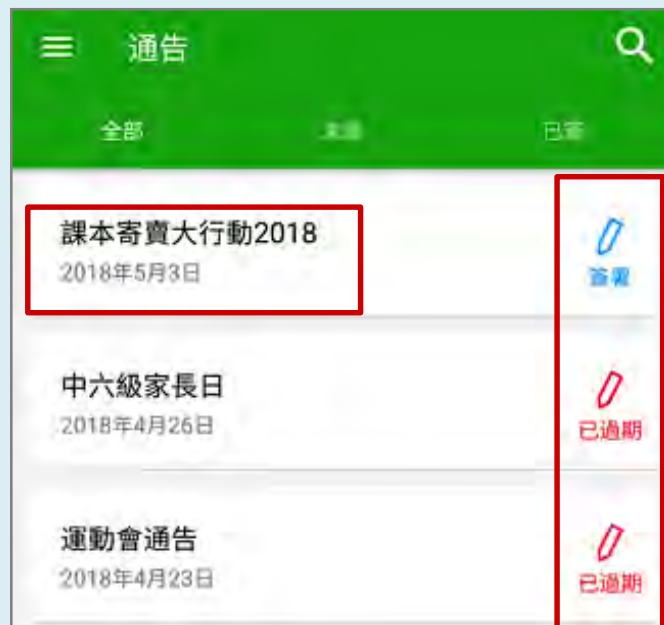 通告
全部
已簽
課本寄賣大行動2018
2018年5月3日
簽署
中六級家長日
2018年4月26日
已過期
運動會通告
2018年4月23日
已過期